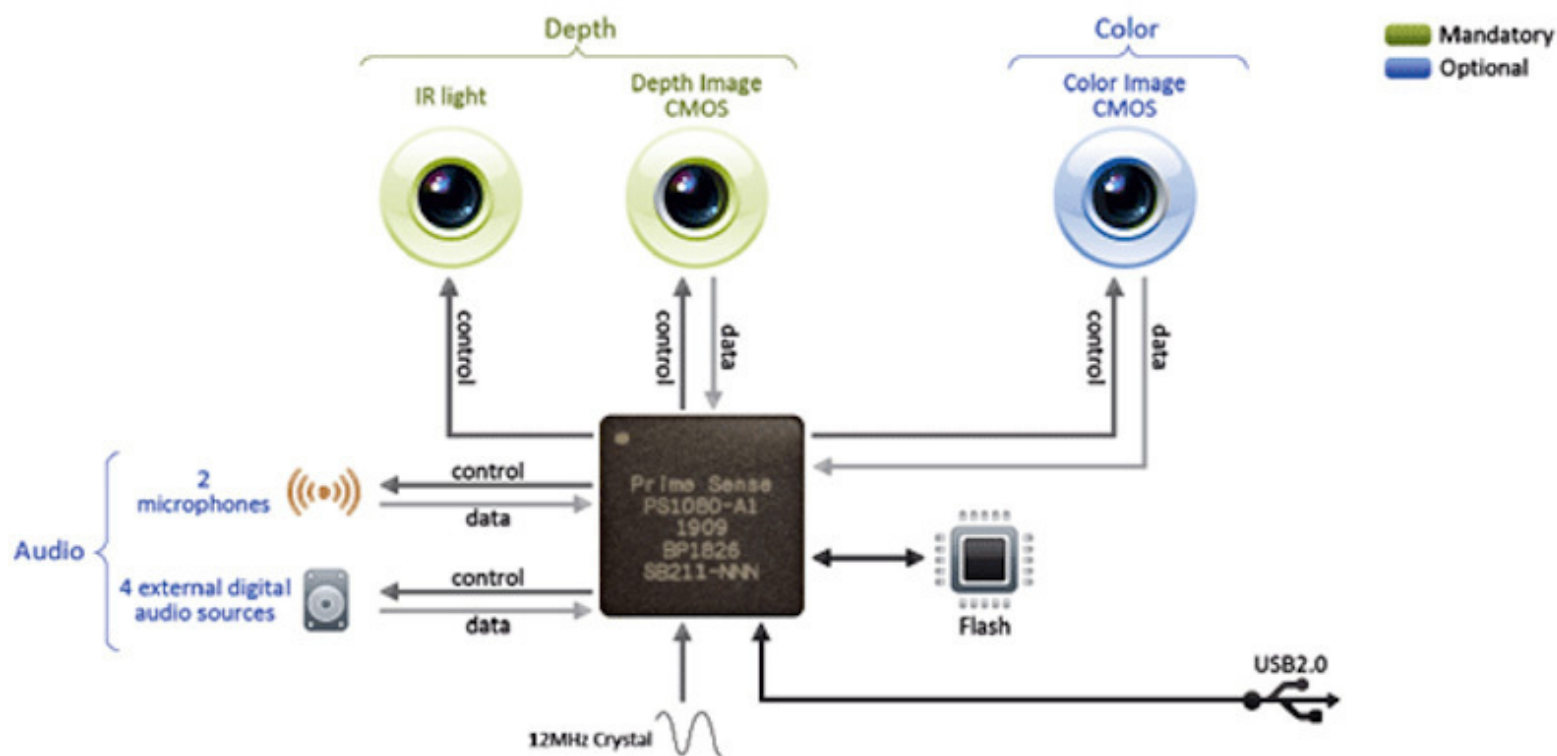 Depth
Color
Mandatory
Optional
IR light
Depth Image
CMOS
Color Image
CMOS
control
control
data
control
data
2
microphones
control
data
Audio
4 external digital
audio sources
control
data
Prime Sense
PS1080-A1
1909
BP1826
SB211-NNN
Flash
USB2.0
12MHz Crystal